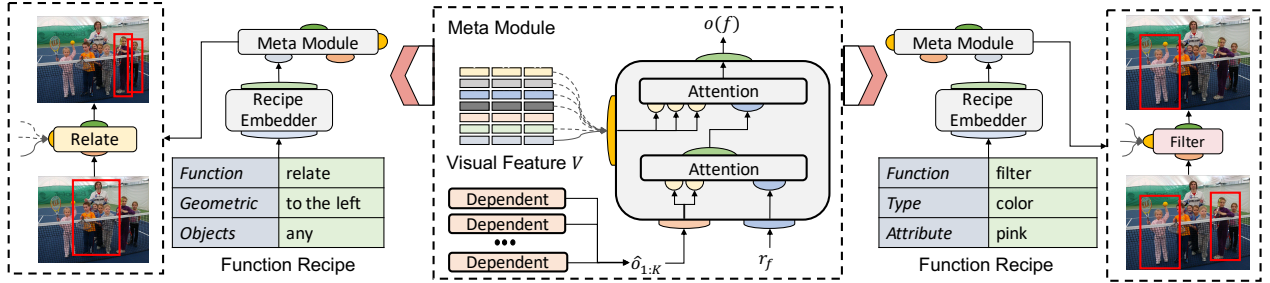 Meta Module
Recipe
Embedder
Relate
Function relate
Geometric to the left
Objects any
Function Recipe
Meta Module
o(f)
Attention
Visual Feature V
Attention
Dependent
Dependent
•••
Dependent
ô₁:K
r_f
Meta Module
Recipe
Embedder
Filter
Function filter
Type color
Attribute pink
Function Recipe